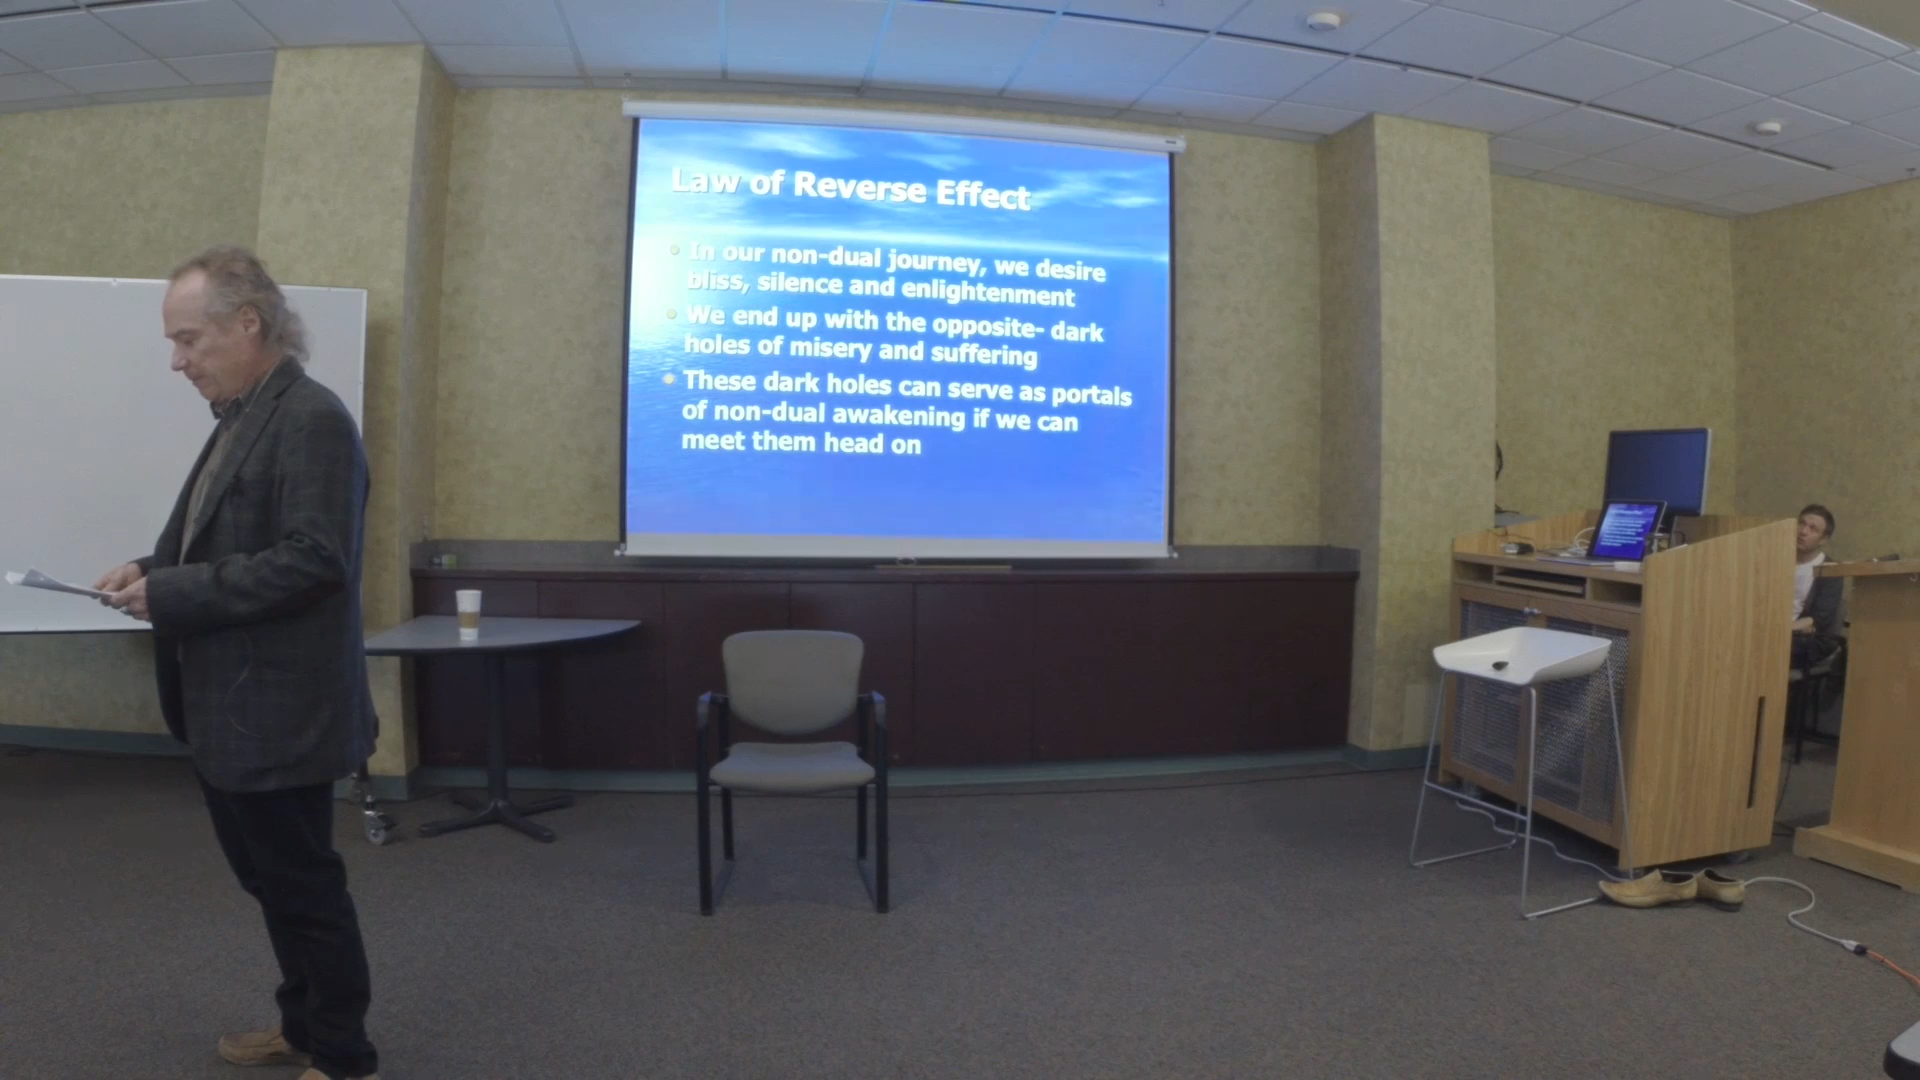 Law of Reverse Effect
In our non-dual journey, we desire
bliss, silence and enlightenment
We end up with the opposite- dark
holes of misery and suffering
These dark holes can serve as portals
of non-dual awakening if we can
meet them head on